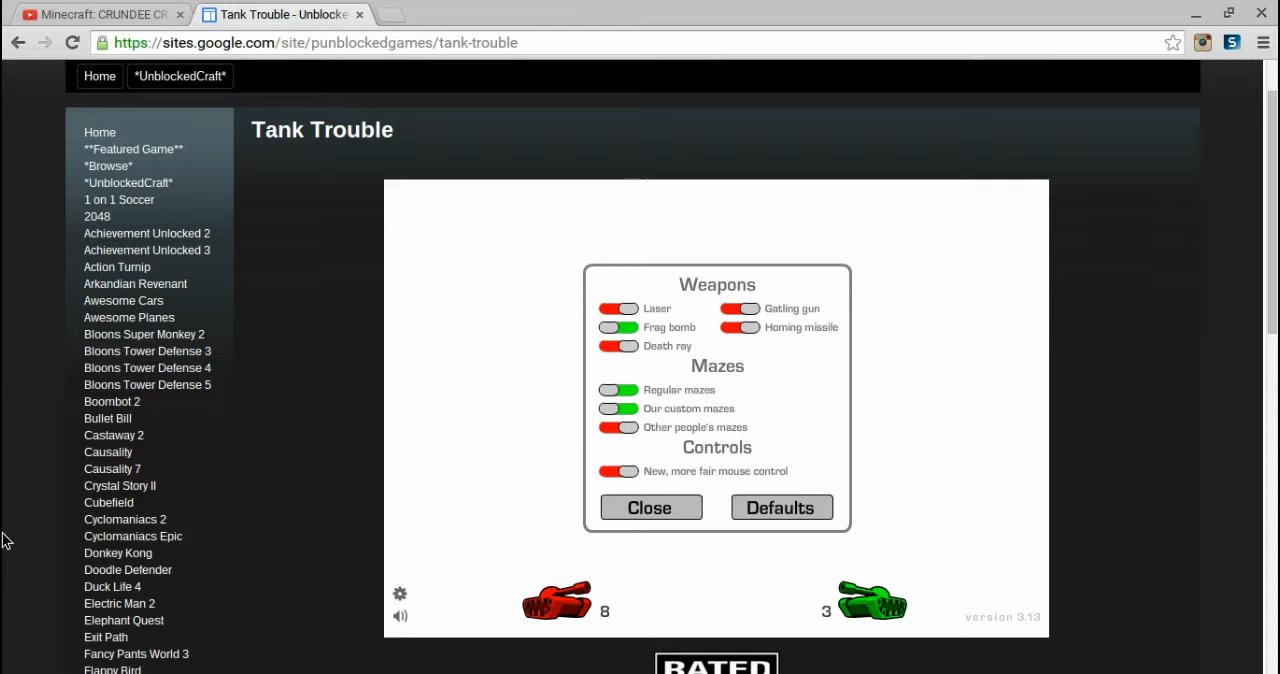 Minecraft: CRUNDEE CR
Tank Trouble - Unblocke
https://sites.google.com/site/punblockedgames/tank-trouble
S
Home
*UnblockedCraft*
Home
**Featured Game**
*Browse*
*UnblockedCraft*
1 on 1 Soccer
2048
Achievement Unlocked 2
Achievement Unlocked 3
Action Turnip
Arkandian Revenant
Awesome Cars
Awesome Planes
Bloons Super Monkey 2
Bloons Tower Defense 3
Bloons Tower Defense 4
Bloons Tower Defense 5
Boombot 2
Bullet Bill
Castaway 2
Causality
Causality 7
Crystal Story II
Cubefield
Cyclomaniacs 2
Cyclomaniacs Epic
Donkey Kong
Doodle Defender
Duck Life 4
Electric Man 2
Elephant Quest
Exit Path
Fancy Pants World 3
Flappy Bird
Tank Trouble
Weapons
Laser
Gatling gun
Frag bomb
Homing missile
Death ray
Mazes
Regular mazes
Our custom mazes
Other people's mazes
Controls
New, more fair mouse control
Close
Defaults
8
3
version 3.13
RATED